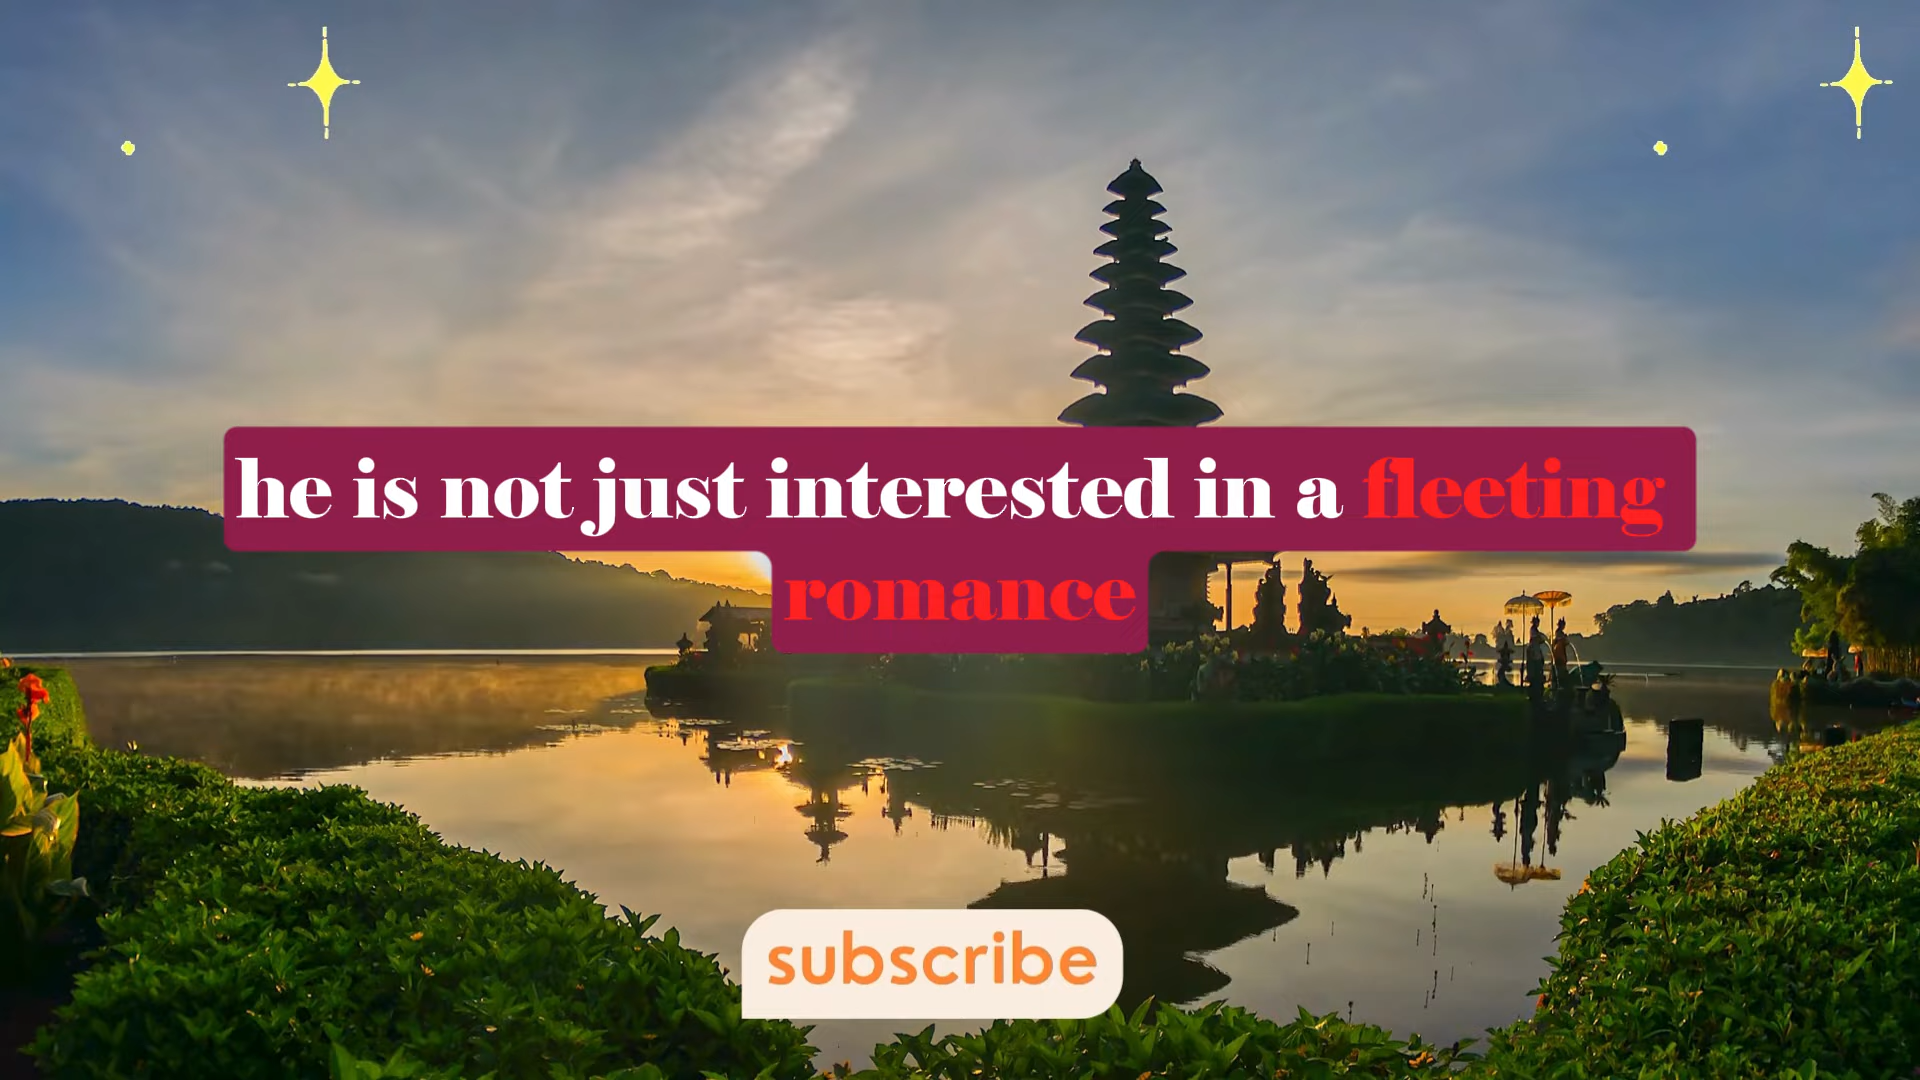 he is not just interested in a fleeting
romance
subscribe